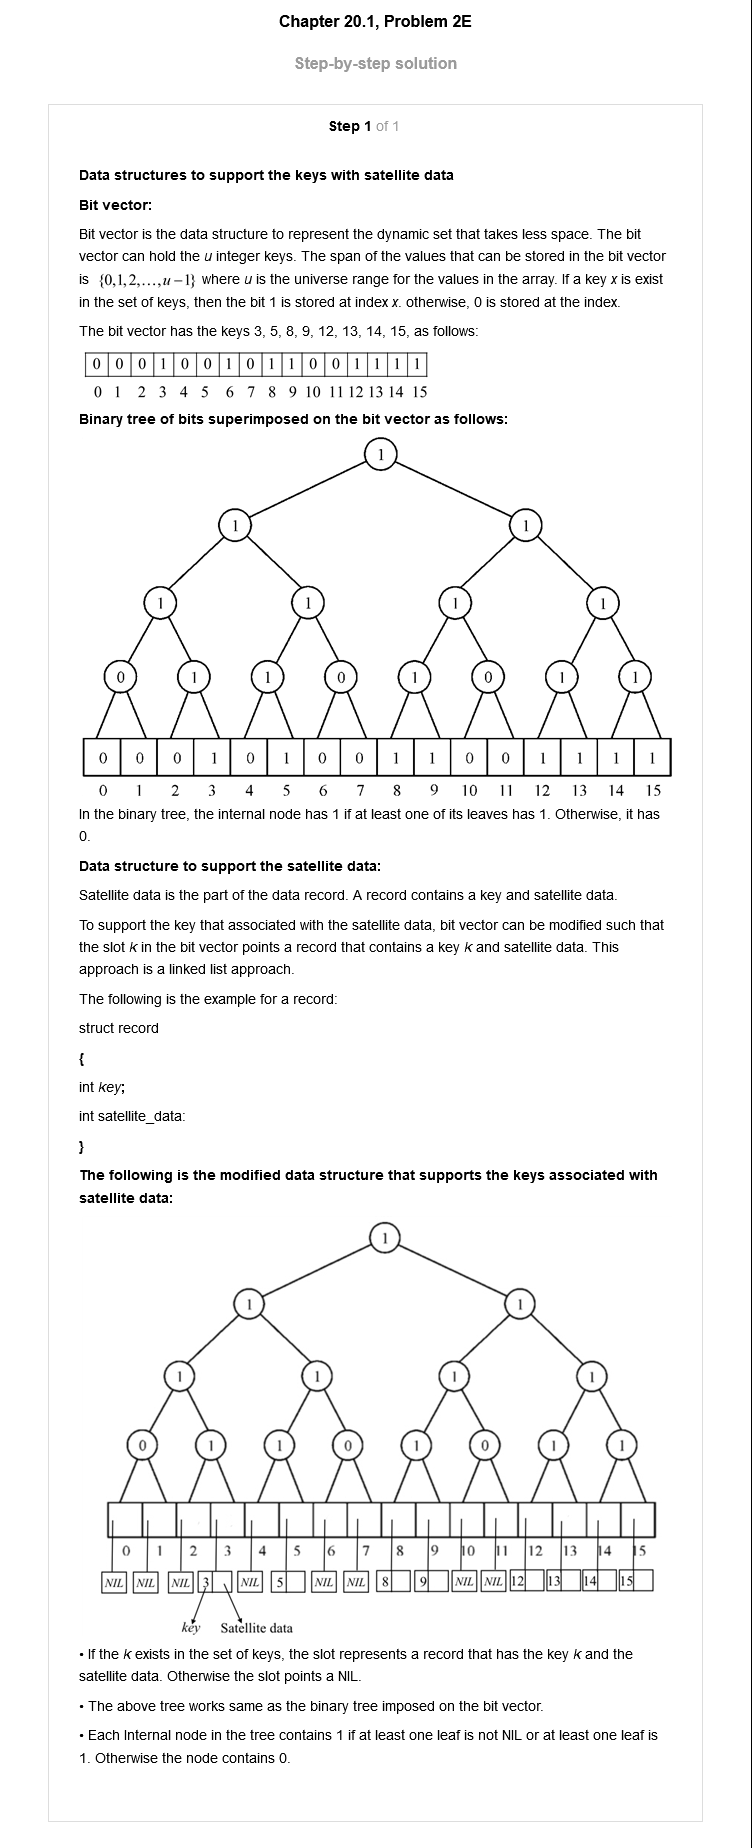 Chapter 20.1, Problem 2E
Step-by-step solution
Step 1 of 1
Data structures to support the keys with satellite data
Bit vector:
Bit vector is the data structure to represent the dynamic set that takes less space. The bit
vector can hold the u integer keys. The span of the values that can be stored in the bit vector
is {0,1,2,...,u−1} where u is the universe range for the values in the array. If a key x is exist
in the set of keys, then the bit 1 is stored at index x. otherwise, 0 is stored at the index.
The bit vector has the keys 3, 5, 8, 9, 12, 13, 14, 15, as follows:
0 0 0 1 0 0 1 0 1 1 0 0 1 1 1 1
0 1 2 3 4 5 6 7 8 9 10 11 12 13 14 15
Binary tree of bits superimposed on the bit vector as follows:
1
1 1
1 1 1 1
0 1 1 0 1 0 1 1
0 0 0 1 0 1 0 0 1 1 0 0 1 1 1 1
0 1 2 3 4 5 6 7 8 9 10 11 12 13 14 15
In the binary tree, the internal node has 1 if at least one of its leaves has 1. Otherwise, it has
0.
Data structure to support the satellite data:
Satellite data is the part of the data record. A record contains a key and satellite data.
To support the key that associated with the satellite data, bit vector can be modified such that
the slot k in the bit vector points a record that contains a key k and satellite data. This
approach is a linked list approach.
The following is the example for a record:
struct record
{
int key;
int satellite_data:
}
The following is the modified data structure that supports the keys associated with
satellite data:
1
1 1
1 1 1 1
0 1 1 0 1 0 1 1
0 1 2 3 4 5 6 7 8 9 10 11 12 13 14 15
NIL NIL NIL 3 NIL 5 NIL NIL 8 9 NIL NIL 12 13 14 15
key Satellite data
• If the k exists in the set of keys, the slot represents a record that has the key k and the
satellite data. Otherwise the slot points a NIL.
• The above tree works same as the binary tree imposed on the bit vector.
• Each Internal node in the tree contains 1 if at least one leaf is not NIL or at least one leaf is
1. Otherwise the node contains 0.